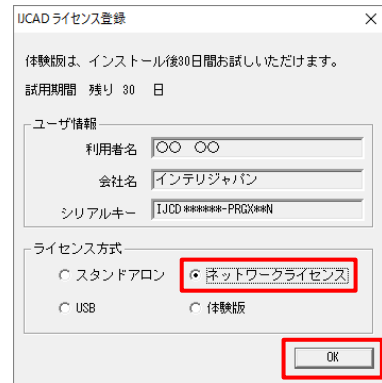 IJCAD ライセンス登録
体験版は、インストール後30日間お試しいただけます。
試用期間 残り 30 日
ユーザ情報
利用者名 〇〇 〇〇
会社名 インテリジャパン
シリアルキー IJCD******-PRGX**N
ライセンス方式
スタンドアロン ネットワークライセンス
USB 体験版
OK